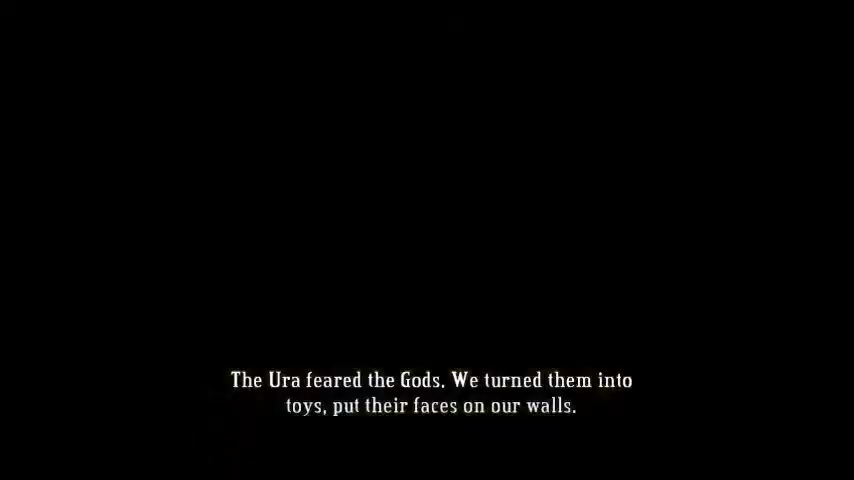 The Ura feared the Gods. We turned them into
toys, put their faces on our walls.